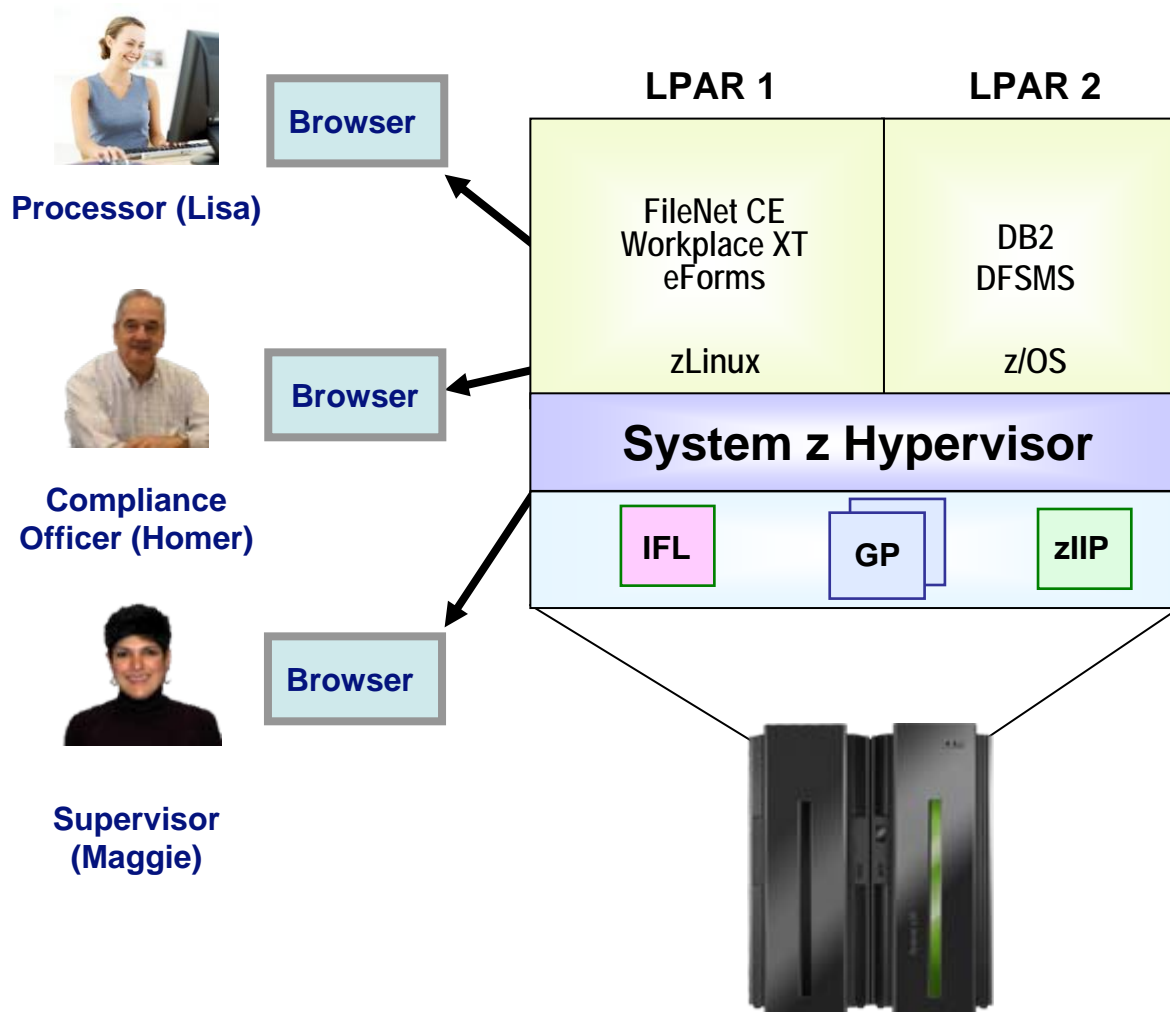 LPAR 1
LPAR 2
Browser
Processor (Lisa)
FileNet CE
Workplace XT
eForms
zLinux
DB2
DFSMS
z/OS
Browser
System z Hypervisor
Compliance
Officer (Homer)
IFL
GP
zIIP
Browser
Supervisor
(Maggie)